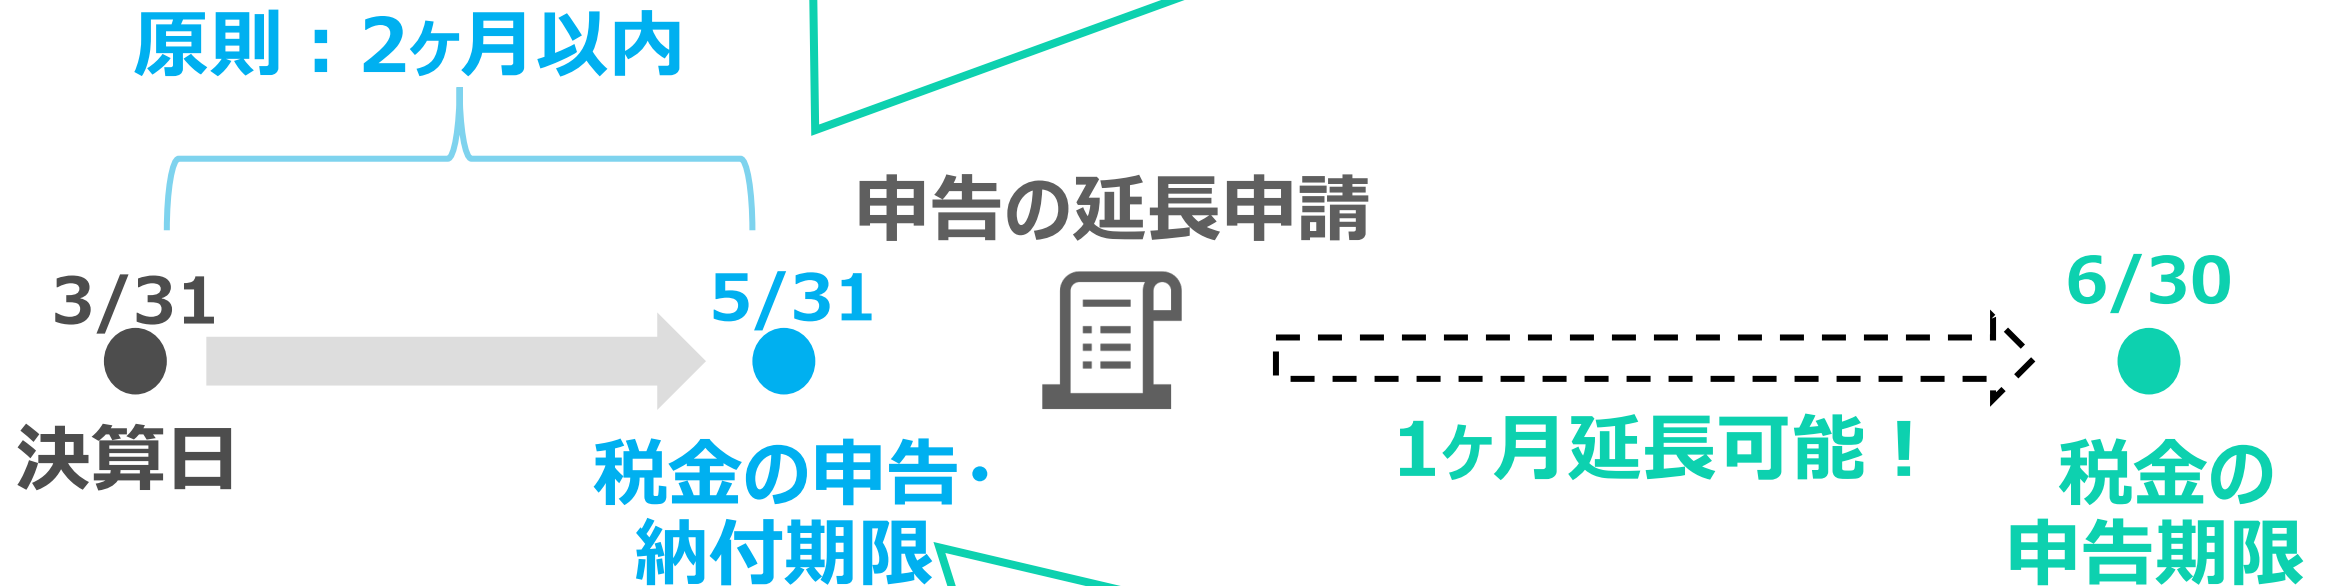 原則：2ヶ月以内
申告の延長申請
3/31
5/31
6/30
決算日
税金の申告・
納付期限
1ヶ月延長可能！
税金の
申告期限